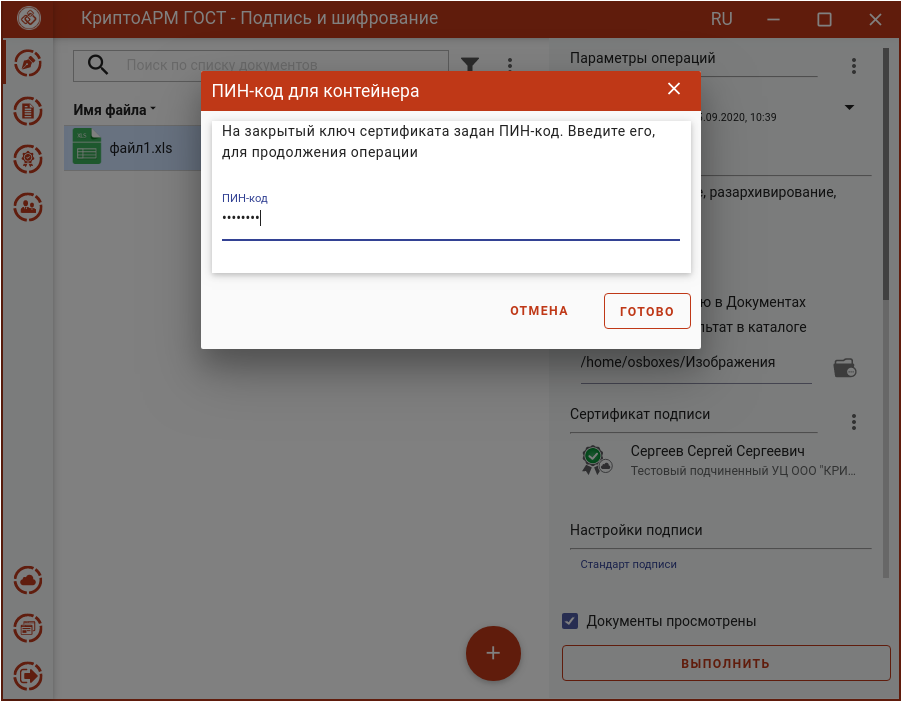 КриптоАРМ ГОСТ - Подпись и шифрование
RU
Поиск по списку документов
Имя файла
файл1.xls
ПИН-код для контейнера
На закрытый ключ сертификата задан ПИН-код. Введите его,
для продолжения операции
ПИН-код
••••••••
ОТМЕНА
ГОТОВО
Параметры операций
.09.2020, 10:39
, разархивирование,
ю в Документах
льтат в каталоге
/home/osboxes/Изображения
Сертификат подписи
Сергеев Сергей Сергеевич
Тестовый подчиненный УЦ ООО "КРИ...
Настройки подписи
Стандарт подписи
Документы просмотрены
ВЫПОЛНИТЬ